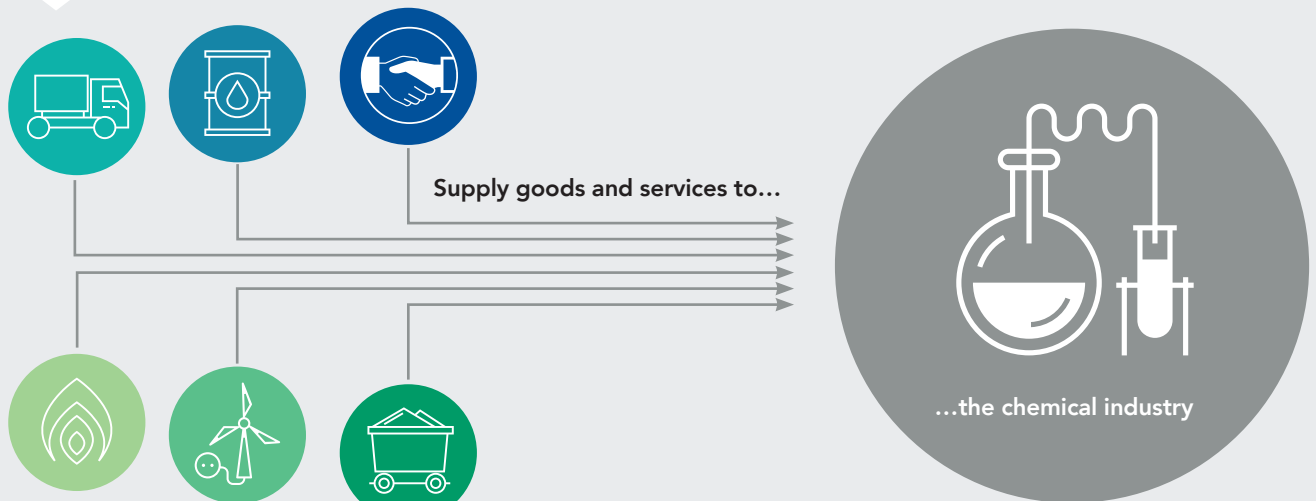 Supply goods and services to…
…the chemical industry